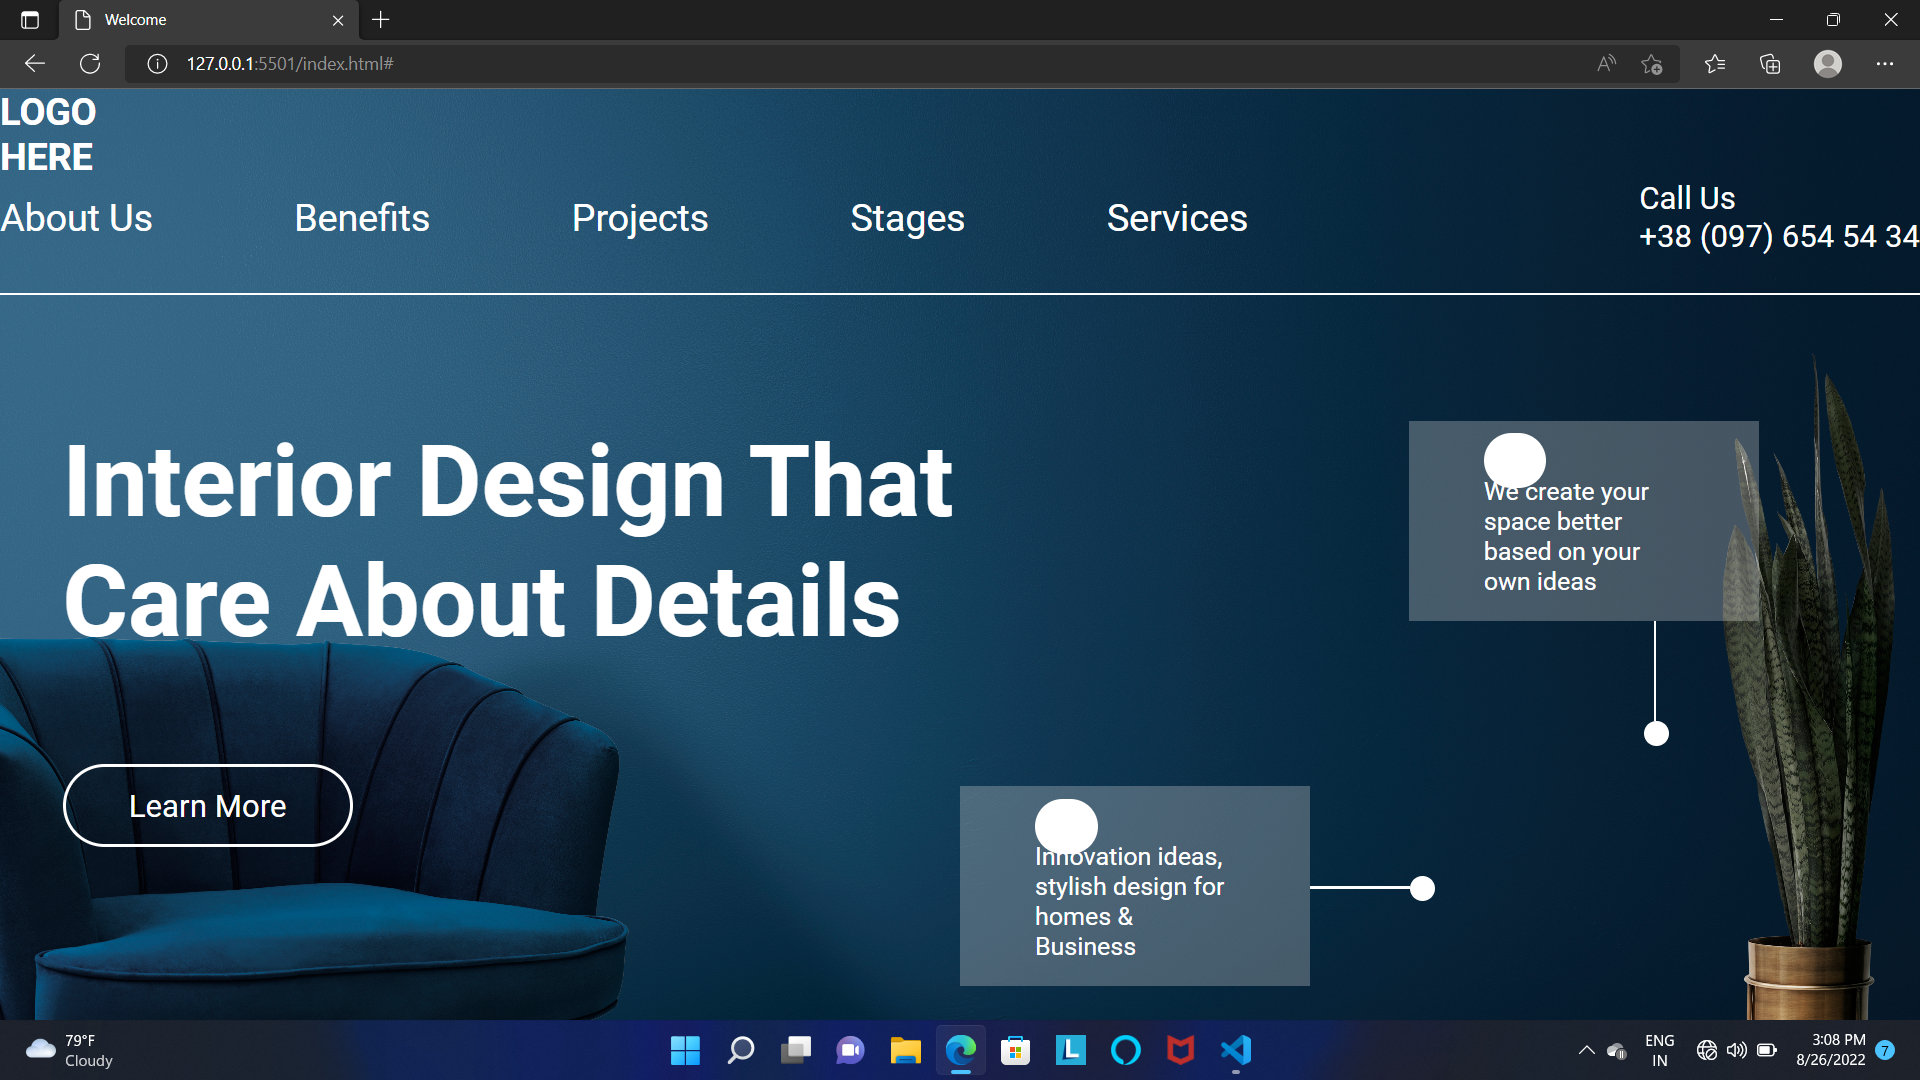 Welcome
127.0.0.1:5501/index.html#
LOGO
HERE
About Us Benefits Projects Stages Services
Call Us
+38 (097) 654 54 34
Interior Design That
Care About Details
Learn More
We create your
space better
based on your
own ideas
Innovation ideas,
stylish design for
homes &
Business
79°F
Cloudy
L
ENG
IN
3:08 PM
8/26/2022
7